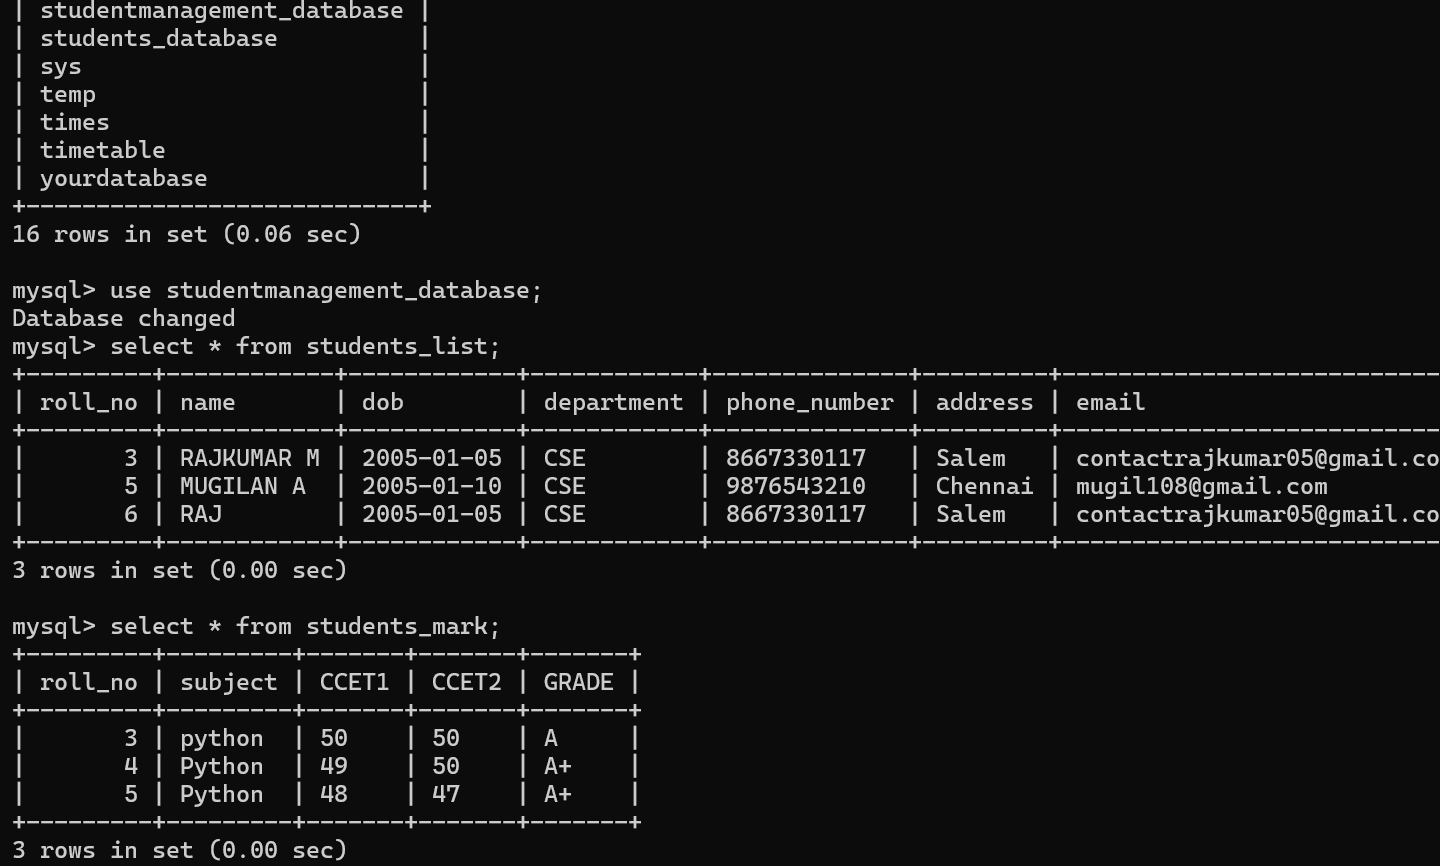 | studentmanagement_database |
| students_database          |
| sys                        |
| temp                       |
| times                      |
| timetable                  |
| yourdatabase               |
+----------------------------+
16 rows in set (0.06 sec)

mysql> use studentmanagement_database;
Database changed
mysql> select * from students_list;
+---------+------------+------------+------------+--------------+---------+---------------------------
| roll_no | name       | dob        | department | phone_number | address | email
+---------+------------+------------+------------+--------------+---------+---------------------------
|       3 | RAJKUMAR M | 2005-01-05 | CSE        | 8667330117   | Salem   | contactrajkumar05@gmail.co
|       5 | MUGILAN A  | 2005-01-10 | CSE        | 9876543210   | Chennai | mugil108@gmail.com
|       6 | RAJ        | 2005-01-05 | CSE        | 8667330117   | Salem   | contactrajkumar05@gmail.co
+---------+------------+------------+------------+--------------+---------+---------------------------
3 rows in set (0.00 sec)

mysql> select * from students_mark;
+---------+---------+-------+-------+-------+
| roll_no | subject | CCET1 | CCET2 | GRADE |
+---------+---------+-------+-------+-------+
|       3 | python  | 50    | 50    | A     |
|       4 | Python  | 49    | 50    | A+    |
|       5 | Python  | 48    | 47    | A+    |
+---------+---------+-------+-------+-------+
3 rows in set (0.00 sec)